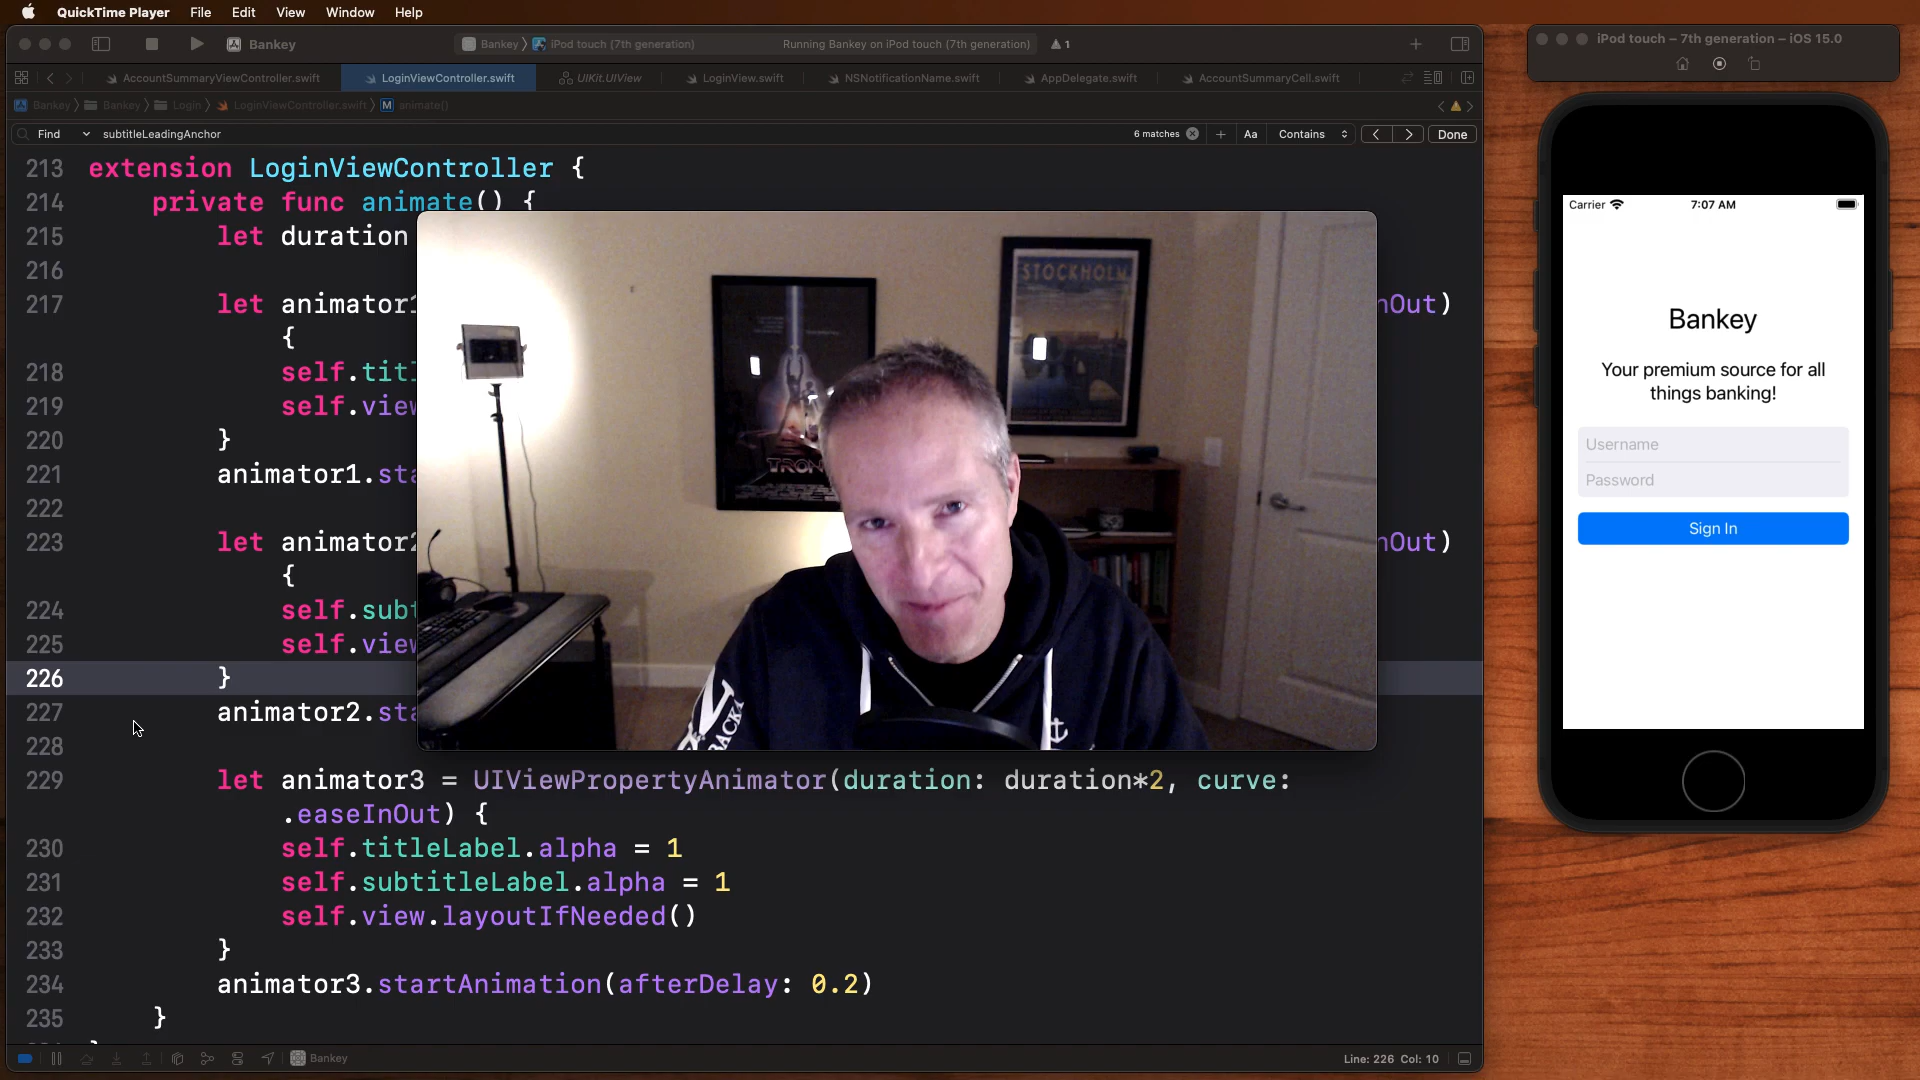 QuickTime Player File Edit View Window Help
Bankey
Bankey iPod touch (7th generation)
Running Bankey on iPod touch (7th generation)
1
AccountSummaryViewController.swift
LoginViewController.swift
UIKit.UIView
LoginView.swift
NSNotificationName.swift
AppDelegate.swift
AccountSummaryCell.swift
Bankey Bankey Login LoginViewController.swift M animate()
Find subtitleLeadingAnchor 6 matches Aa Contains Done
213 extension LoginViewController {
214 private func animate() {
215 let duration
216
217 let animator1 nOut)
{
218 self.titl
219 self.view
220 }
221 animator1.sta
222
223 let animator2 nOut)
{
224 self.subt
225 self.view
226 }
227 animator2.sta
228
229 let animator3 = UIViewPropertyAnimator(duration: duration*2, curve:
.easeInOut) {
230 self.titleLabel.alpha = 1
231 self.subtitleLabel.alpha = 1
232 self.view.layoutIfNeeded()
233 }
234 animator3.startAnimation(afterDelay: 0.2)
235 }
Bankey
Line: 226 Col: 10
STOCKHOLM
TRON
iPod touch – 7th generation – iOS 15.0
Carrier 7:07 AM
Bankey
Your premium source for all
things banking!
Username
Password
Sign In